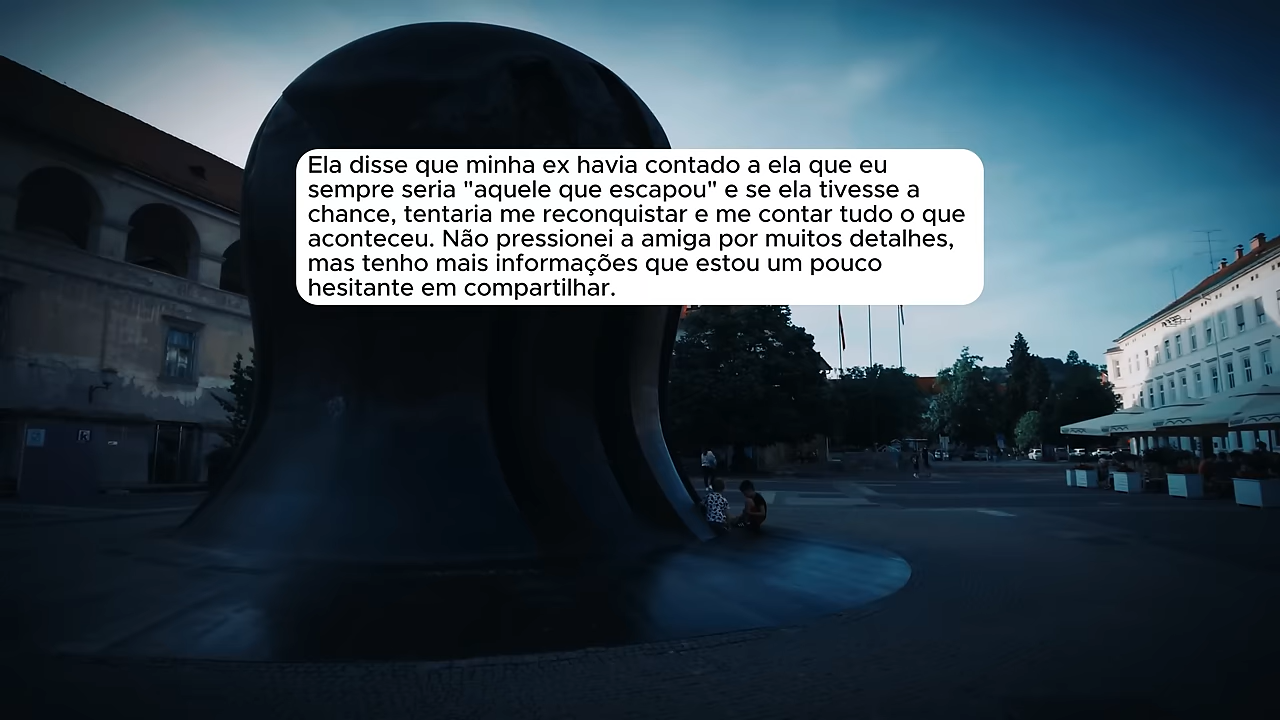 Ela disse que minha ex havia contado a ela que eu
sempre seria "aquele que escapou" e se ela tivesse a
chance, tentaria me reconquistar e me contar tudo o que
aconteceu. Não pressionei a amiga por muitos detalhes,
mas tenho mais informações que estou um pouco
hesitante em compartilhar.